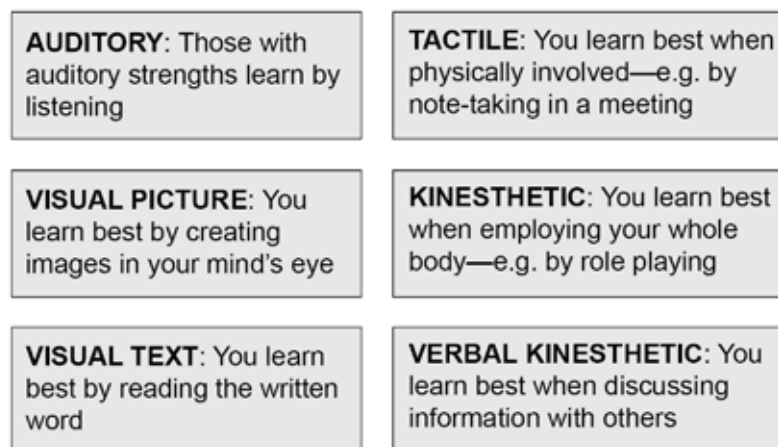 AUDITORY: Those with
auditory strengths learn by
listening
TACTILE: You learn best when
physically involved—e.g. by
note-taking in a meeting
VISUAL PICTURE: You
learn best by creating
images in your mind's eye
KINESTHETIC: You learn best
when employing your whole
body—e.g. by role playing
VISUAL TEXT: You learn
best by reading the written
word
VERBAL KINESTHETIC: You
learn best when discussing
information with others